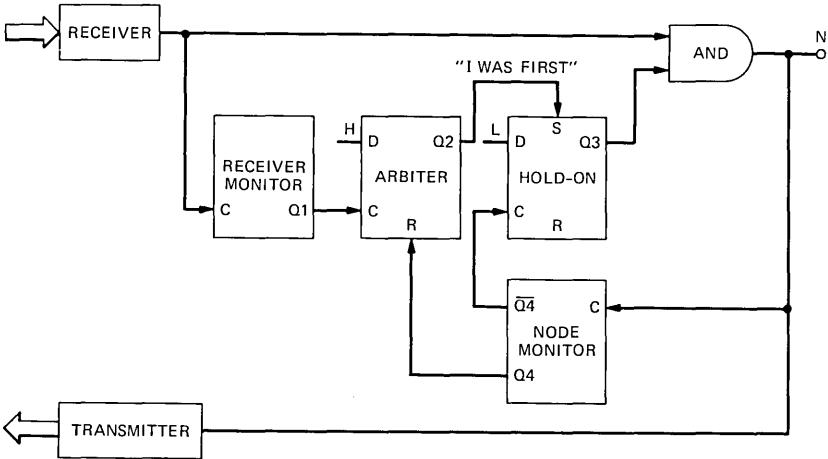 RECEIVER
AND
N
"I WAS FIRST"
RECEIVER
MONITOR
C
Q1
H
D
Q2
ARBITER
C
R
L
S
D
Q3
HOLD-ON
C
R
Q4
C
NODE
MONITOR
Q4
TRANSMITTER